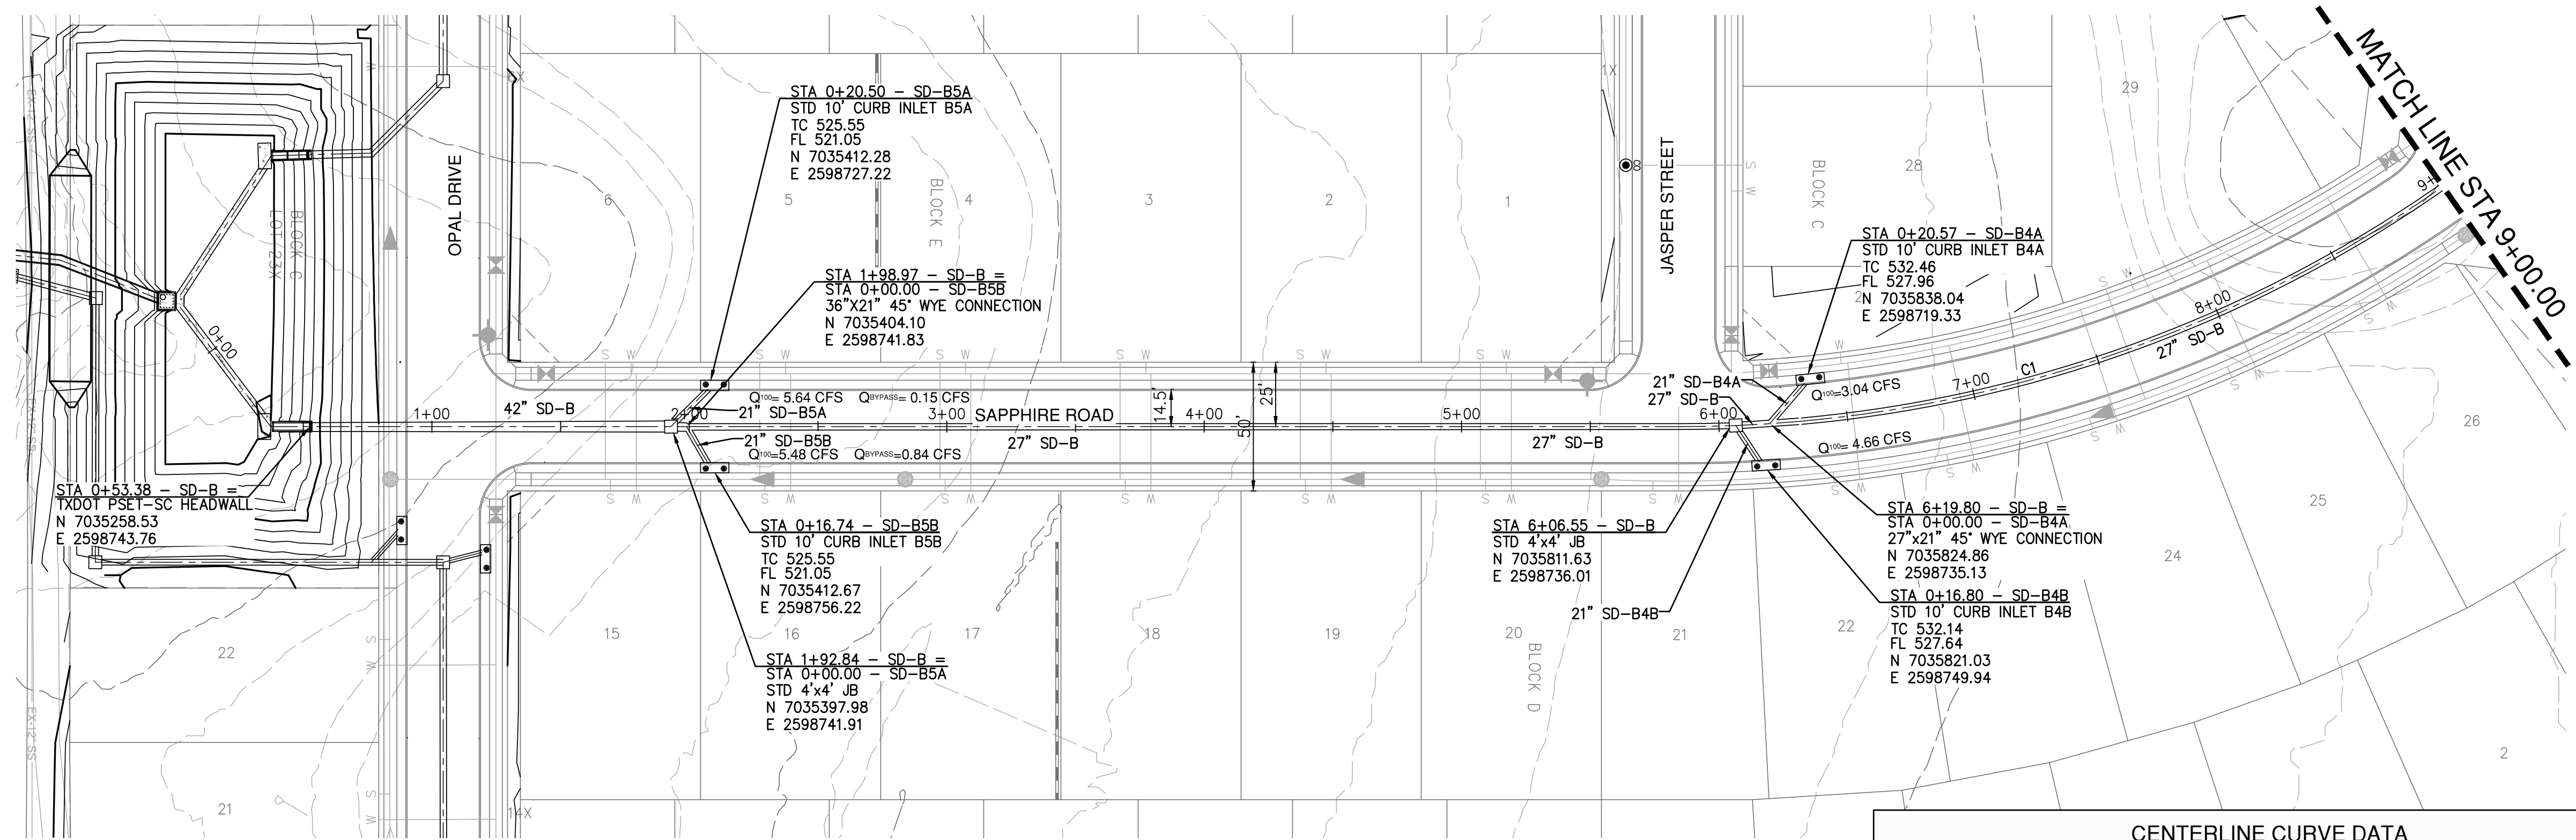 MATCH LINE STA 9+00.00
OPAL DRIVE
JASPER STREET
SAPPHIRE ROAD
STA 0+20.50 - SD-B5A
STD 10' CURB INLET B5A
TC 525.55
FL 521.05
N 7035412.28
E 2598727.22
STA 1+98.97 - SD-B =
STA 0+00.00 - SD-B5B
36"X21" 45° WYE CONNECTION
N 7035404.10
E 2598741.83
STA 0+20.57 - SD-B4A
STD 10' CURB INLET B4A
TC 532.46
FL 527.96
N 7035838.04
E 2598719.33
STA 0+53.38 - SD-B =
TXDOT PSET-SC HEADWALL
N 7035258.53
E 2598743.76
STA 0+16.74 - SD-B5B
STD 10' CURB INLET B5B
TC 525.55
FL 521.05
N 7035412.67
E 2598756.22
STA 1+92.84 - SD-B =
STA 0+00.00 - SD-B5A
STD 4'x4' JB
N 7035397.98
E 2598741.91
STA 6+06.55 - SD-B
STD 4'x4' JB
N 7035811.63
E 2598736.01
STA 6+19.80 - SD-B =
STA 0+00.00 - SD-B4A
27"x21" 45° WYE CONNECTION
N 7035824.86
E 2598735.13
STA 0+16.80 - SD-B4B
STD 10' CURB INLET B4B
TC 532.14
FL 527.64
N 7035821.03
E 2598749.94
Q100= 5.64 CFS QBYPASS= 0.15 CFS
21" SD-B5A
21" SD-B5B
Q100=5.48 CFS QBYPASS=0.84 CFS
42" SD-B
27" SD-B
27" SD-B
21" SD-B4A
27" SD-B
21" SD-B4B
Q100=3.04 CFS
Q100= 4.66 CFS
27" SD-B
C1
0+00
1+00
2+00
3+00
4+00
5+00
6+00
7+00
8+00
9+
14.5'
25'
50'
BLOCK C
LOT 23X
BLOCK E
BLOCK C
BLOCK D
6
5
4
3
2
1
1X
28
29
15
16
17
18
19
20
21
22
24
25
26
2
22
21
14X
8
EX-12" SS
EX-12" SS
EX-12" SS
CENTERLINE CURVE DATA